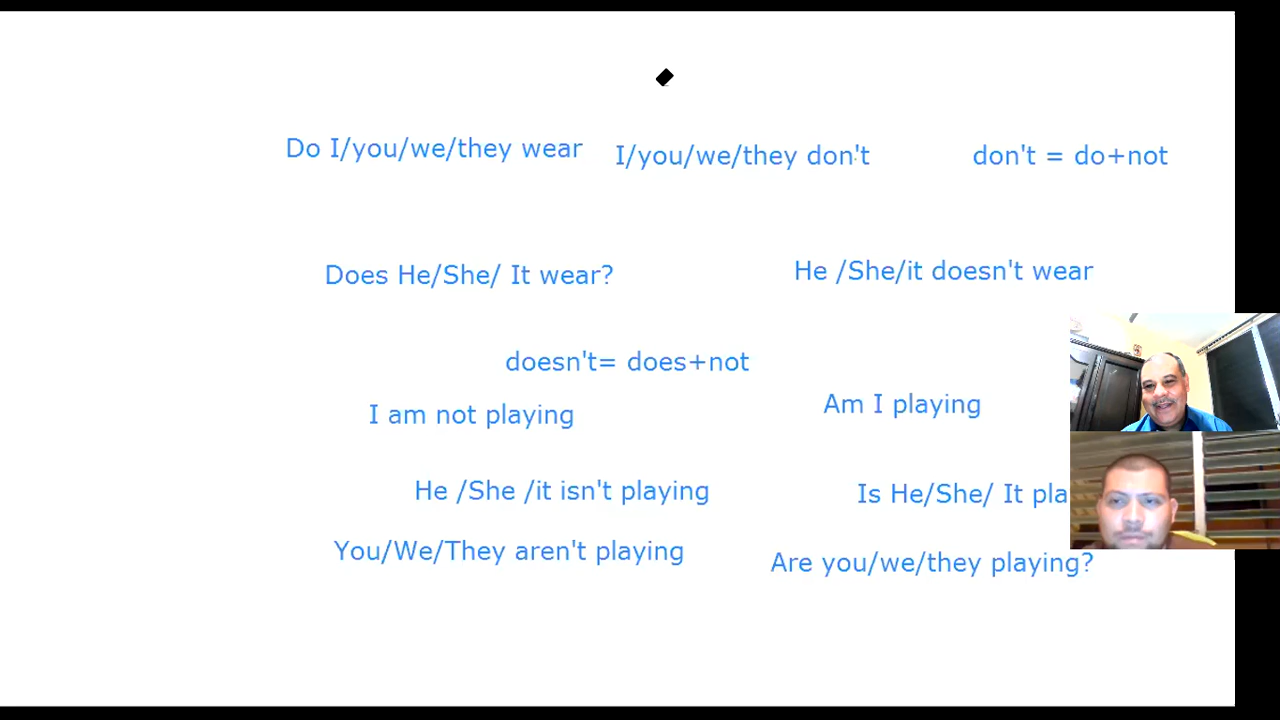 Do I/you/we/they wear
I/you/we/they don't
don't = do+not
Does He/She/ It wear?
He /She/it doesn't wear
doesn't= does+not
I am not playing
Am I playing
He /She /it isn't playing
Is He/She/ It pla
You/We/They aren't playing
Are you/we/they playing?